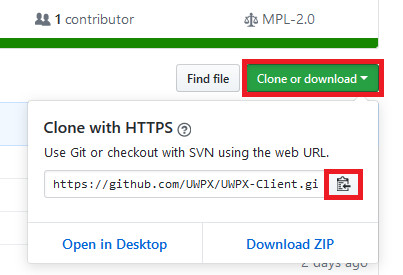 1 contributor
MPL-2.0
Find file
Clone or download
Clone with HTTPS
Use Git or checkout with SVN using the web URL.
https://github.com/UWPX/UWPX-Client.gi
Open in Desktop
Download ZIP
2 days ago